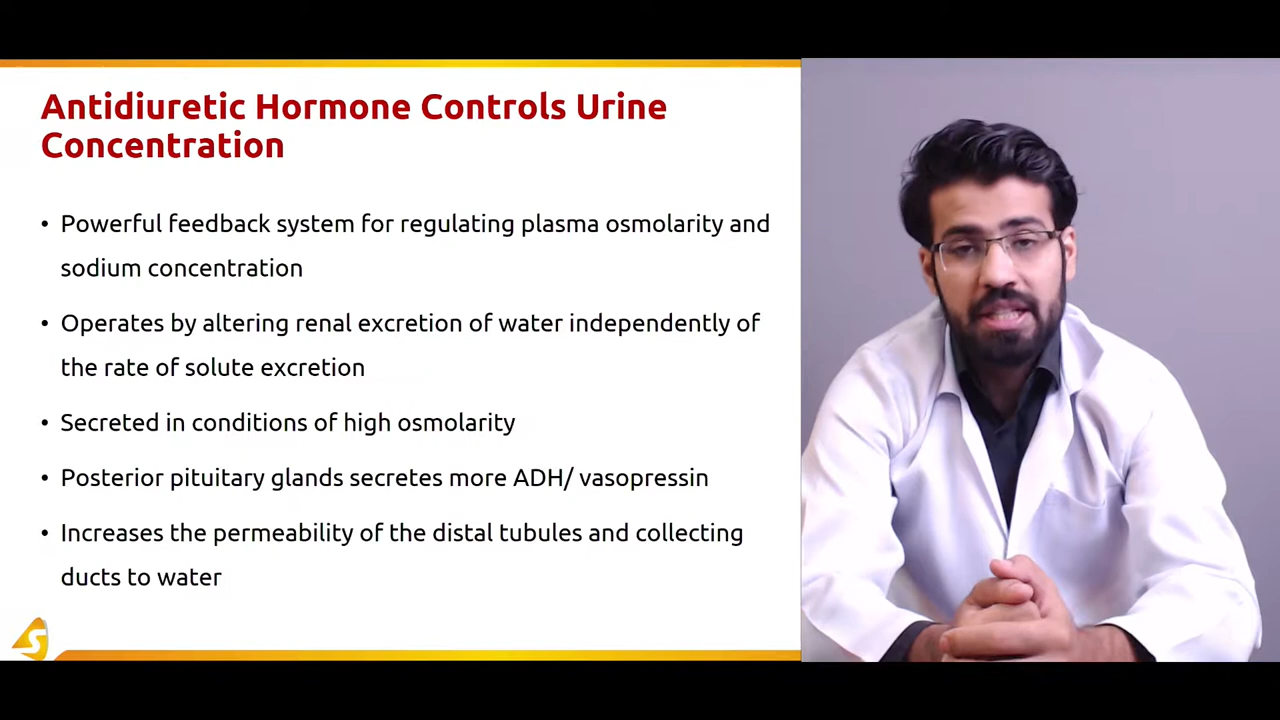 Antidiuretic Hormone Controls Urine
Concentration
• Powerful feedback system for regulating plasma osmolarity and
sodium concentration
• Operates by altering renal excretion of water independently of
the rate of solute excretion
• Secreted in conditions of high osmolarity
• Posterior pituitary glands secretes more ADH/ vasopressin
• Increases the permeability of the distal tubules and collecting
ducts to water
S